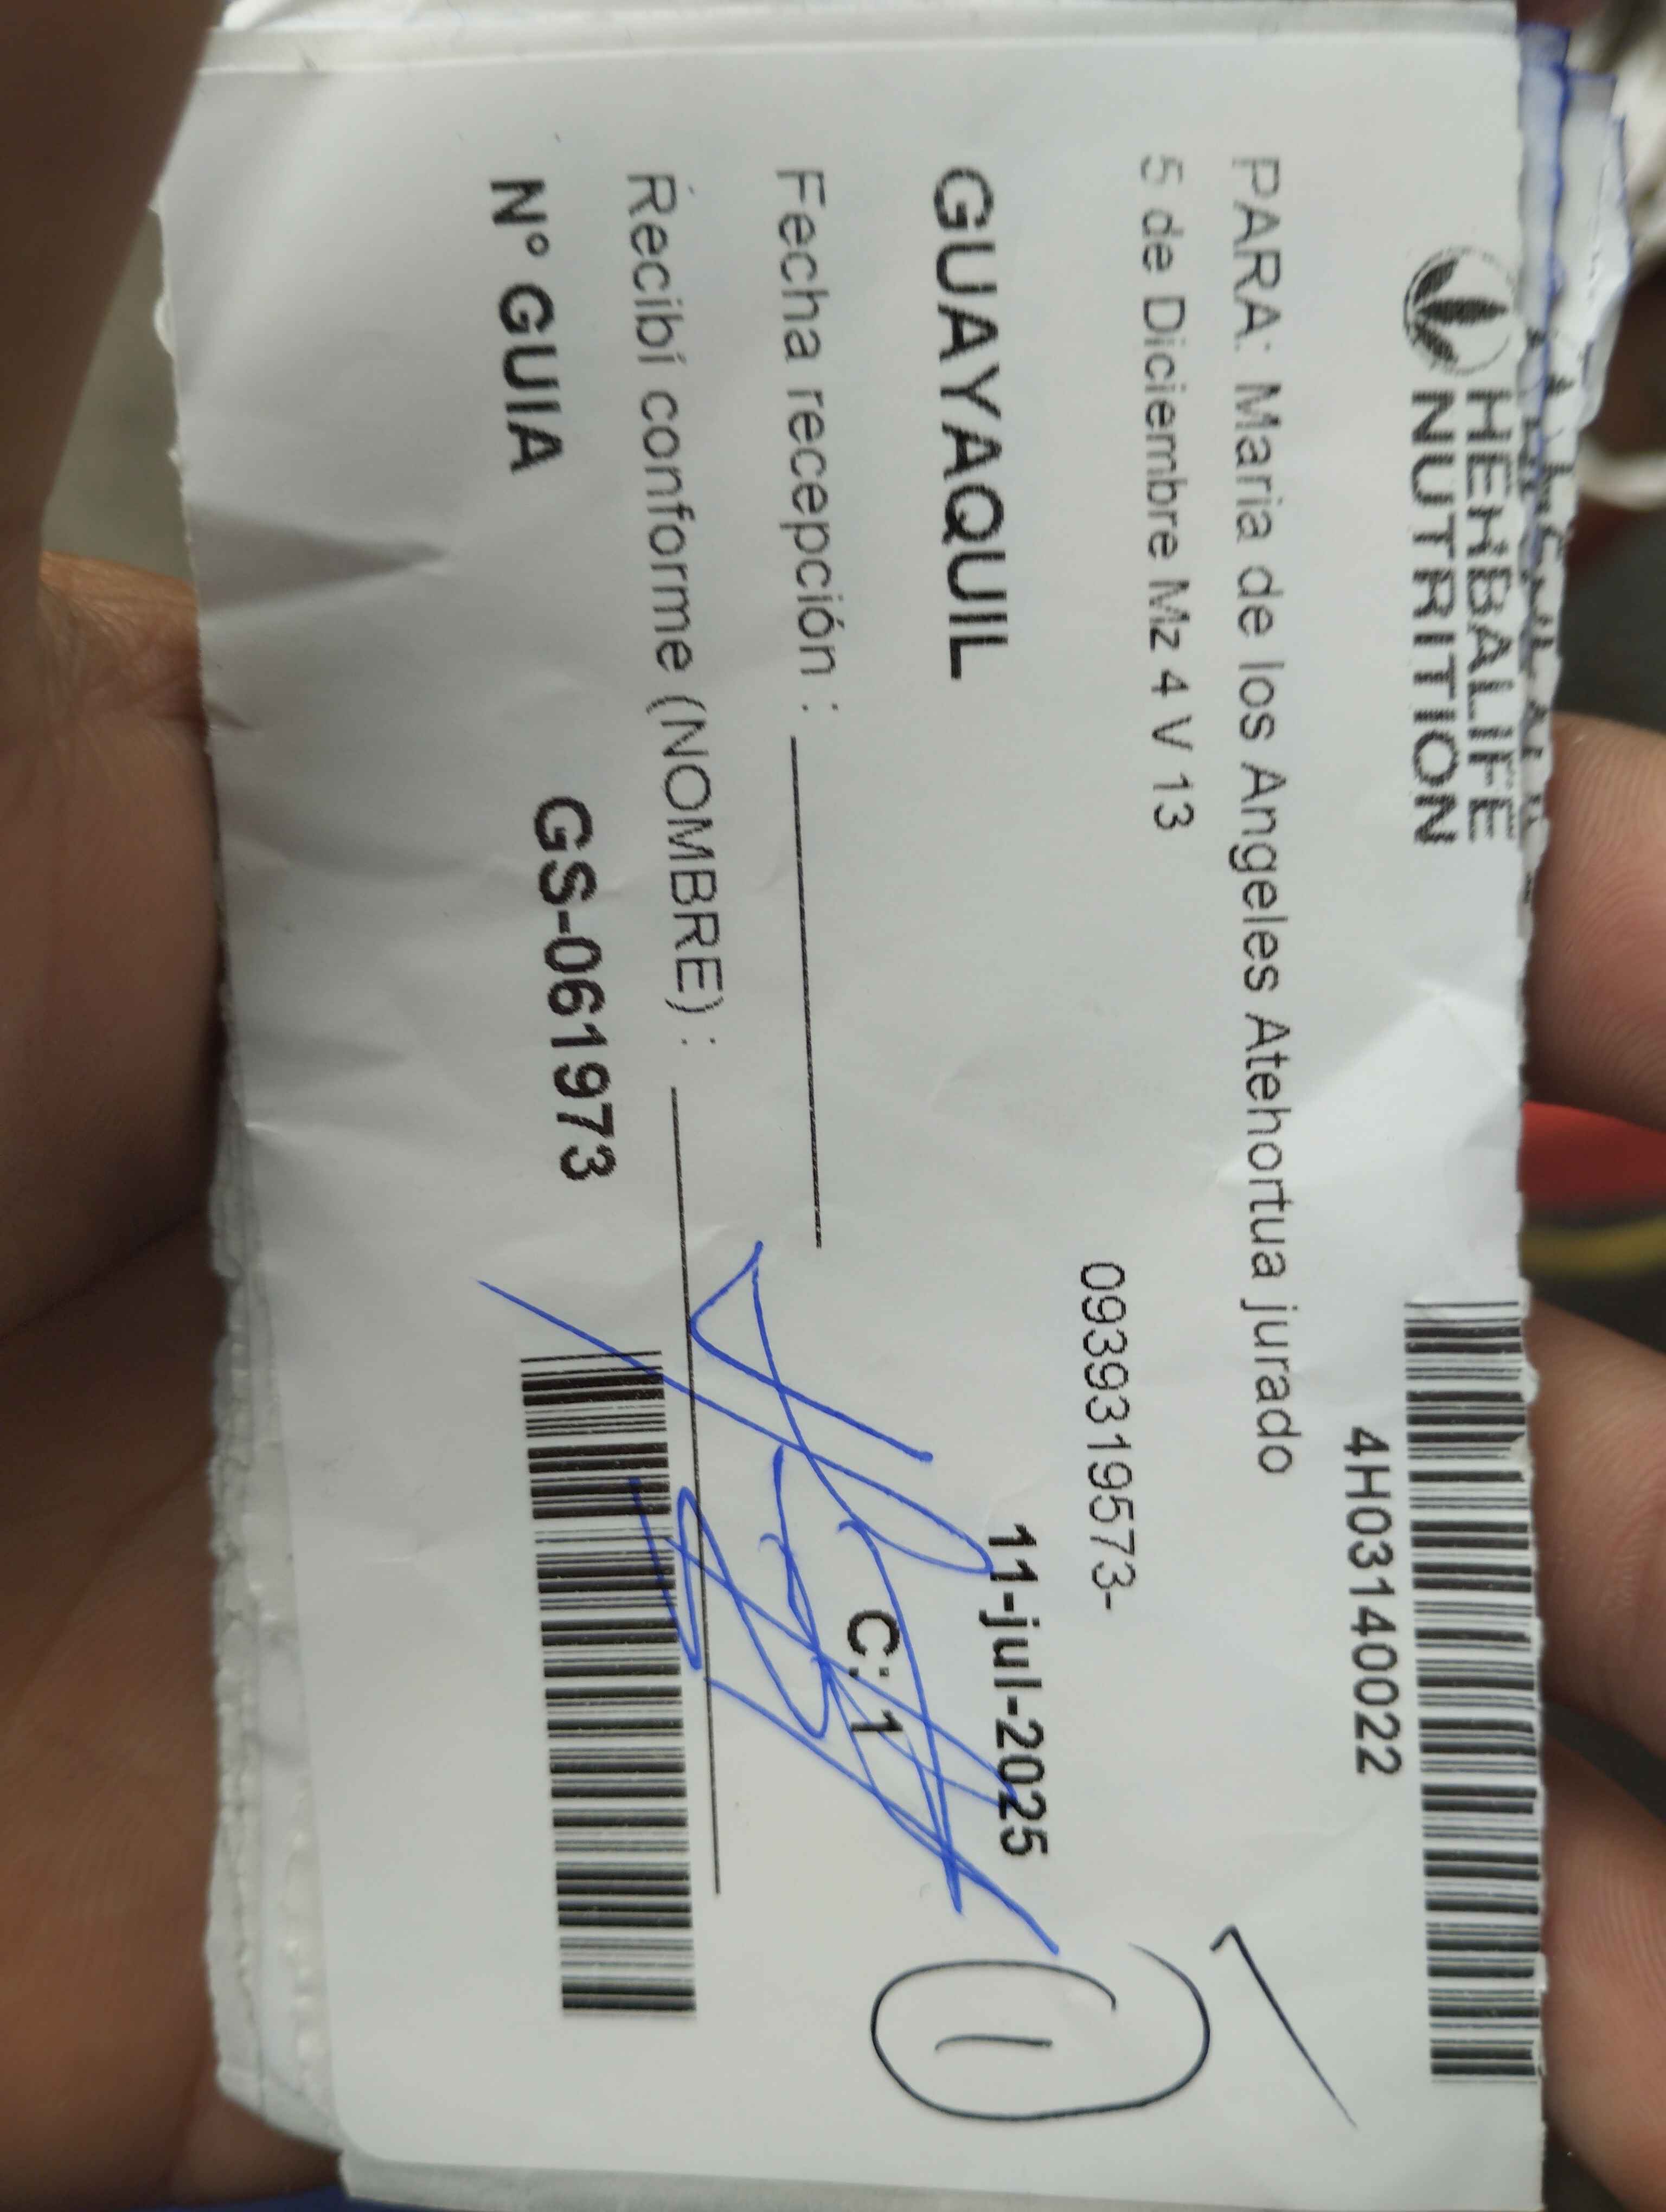 HERBALIFE
NUTRITION
4H03140022
PARA: Maria de los Angeles Atehortua jurado
5 de Diciembre Mz 4 V 13
0939319573-
GUAYAQUIL
11-jul-2025
Fecha recepción :
C: 1
1
Recibí conforme (NOMBRE) :
N° GUIA
GS-061973